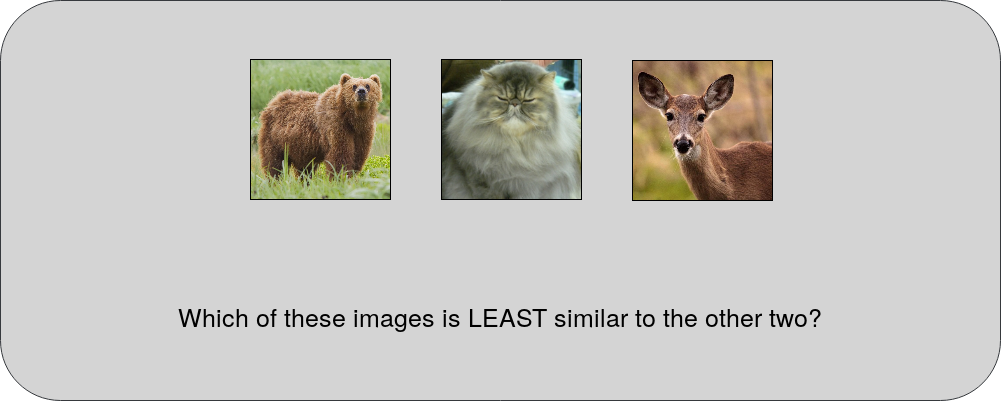 Which of these images is LEAST similar to the other two?